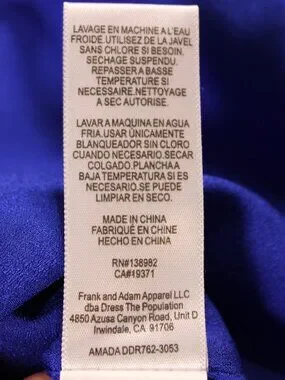 LAVAGE EN MACHINE A L'EAU
FROIDE.UTILISEZ DE LA JAVEL
SANS CHLORE SI BESOIN.
SECHAGE SUSPENDU.
REPASSER A BASSE
TEMPERATURE SI
NECESSAIRE.NETTOYAGE
A SEC AUTORISE.
LAVAR A MAQUINA EN AGUA
FRIA.USAR ÚNICAMENTE
BLANQUEADOR SIN CLORO
CUANDO NECESARIO.SECAR
COLGADO.PLANCHA A
BAJA TEMPERATURA SI ES
NECESARIO.SE PUEDE
LIMPIAR EN SECO.
MADE IN CHINA
FABRIQUÉ EN CHINE
HECHO EN CHINA
RN#138982
CA#19371
Frank and Adam Apparel LLC
dba Dress The Population
4850 Azusa Canyon Road, Unit D
Irwindale, CA 91706
AMADA DDR762-3053